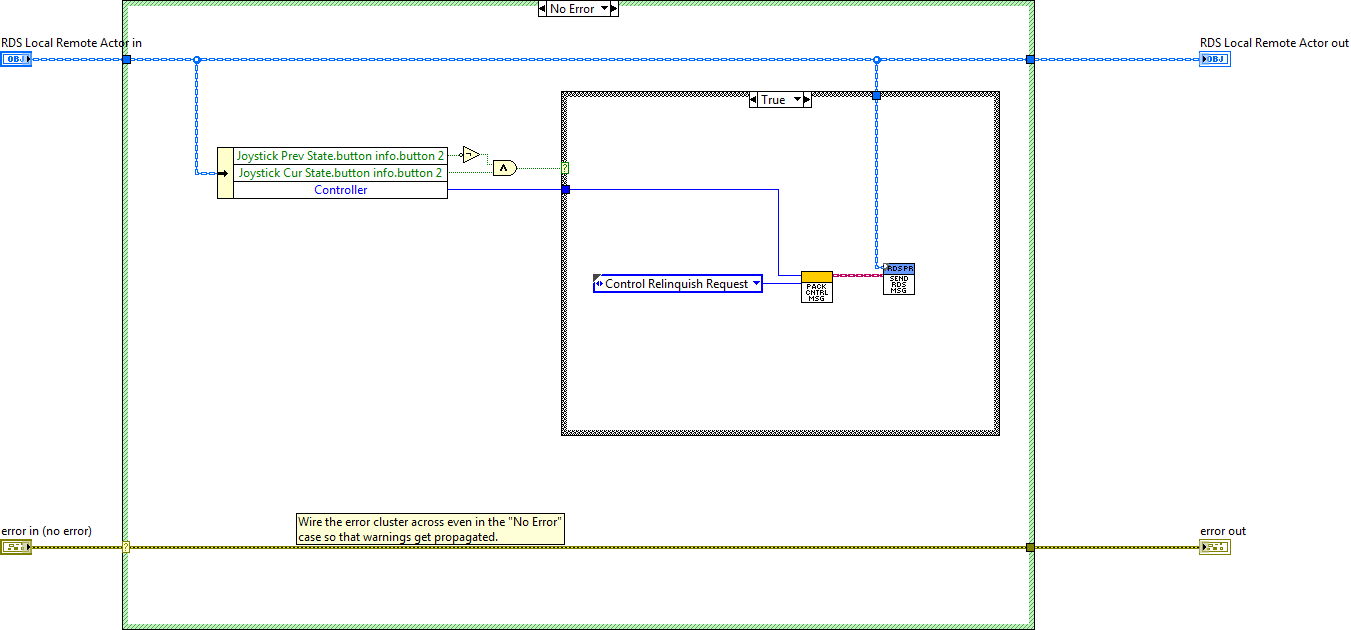 No Error
RDS Local Remote Actor in
OBJ
RDS Local Remote Actor out
OBJ
True
Joystick Prev State.button info.button 2
Joystick Cur State.button info.button 2
Controller
?
Control Relinquish Request
PACK
CNTRL
MSG
RDS PR
SEND
RDS
MSG
Wire the error cluster across even in the "No Error"
case so that warnings get propagated.
error in (no error)
?
error out